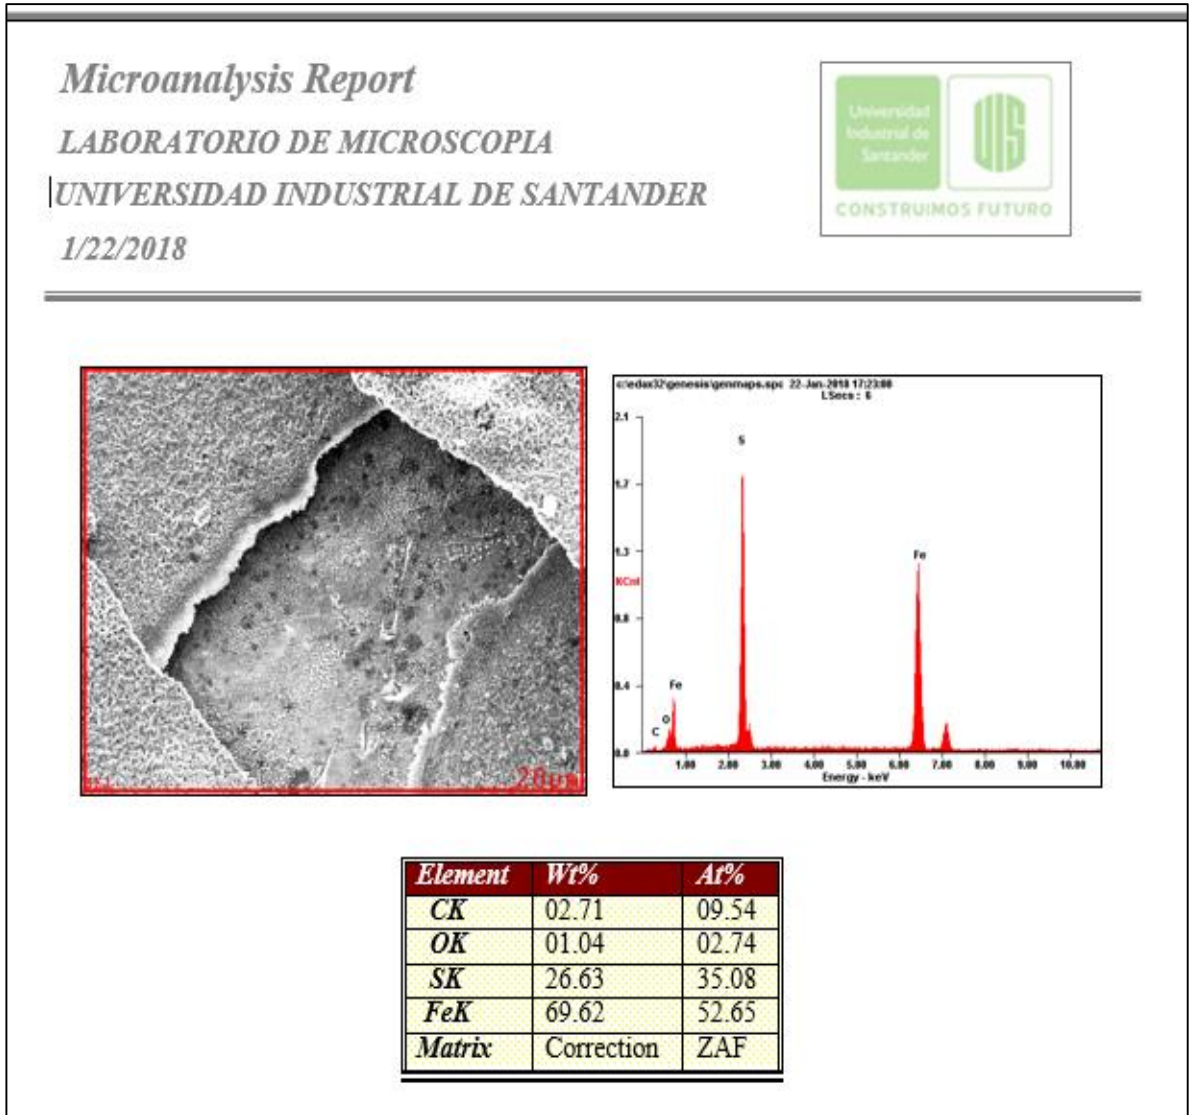 Microanalysis Report
LABORATORIO DE MICROSCOPIA
UNIVERSIDAD INDUSTRIAL DE SANTANDER
1/22/2018
Universidad
Industrial de
Santander
UIS
CONSTRUIMOS FUTURO
20µm
c:\edax32\genesis\genmaps.spc 22-Jan-2018 17:23:08
LSecs : 6
2.1
1.7
1.3
KCnt
0.8
0.4
0.0
S
Fe
Fe
O
C
1.00 2.00 3.00 4.00 5.00 6.00 7.00 8.00 9.00 10.00
Energy - keV
Element Wt% At%
CK 02.71 09.54
OK 01.04 02.74
SK 26.63 35.08
FeK 69.62 52.65
Matrix Correction ZAF